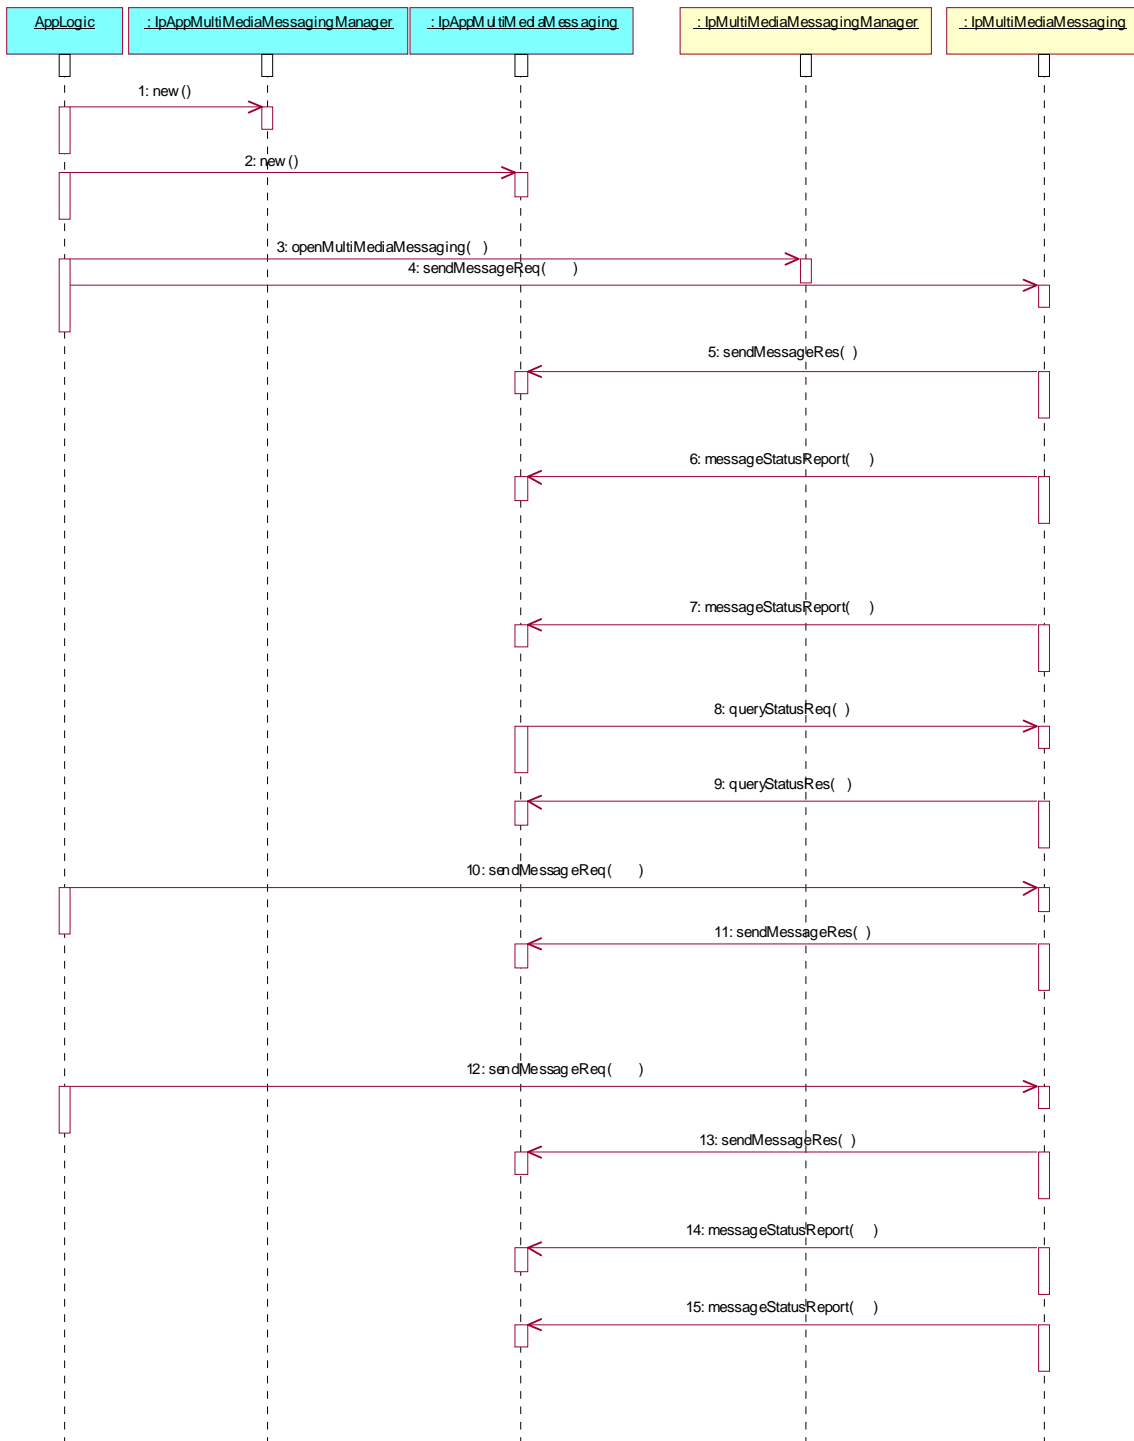 AppLogic
: IpAppMultiMediaMessagingManager
: IpAppMultiMediaMessaging
: IpMultiMediaMessagingManager
: IpMultiMediaMessaging
1: new()
2: new()
3: openMultiMediaMessaging( )
4: sendMessageReq( )
5: sendMessageRes( )
6: messageStatusReport( )
7: messageStatusReport( )
8: queryStatusReq( )
9: queryStatusRes( )
10: sendMessageReq( )
11: sendMessageRes( )
12: sendMessageReq( )
13: sendMessageRes( )
14: messageStatusReport( )
15: messageStatusReport( )